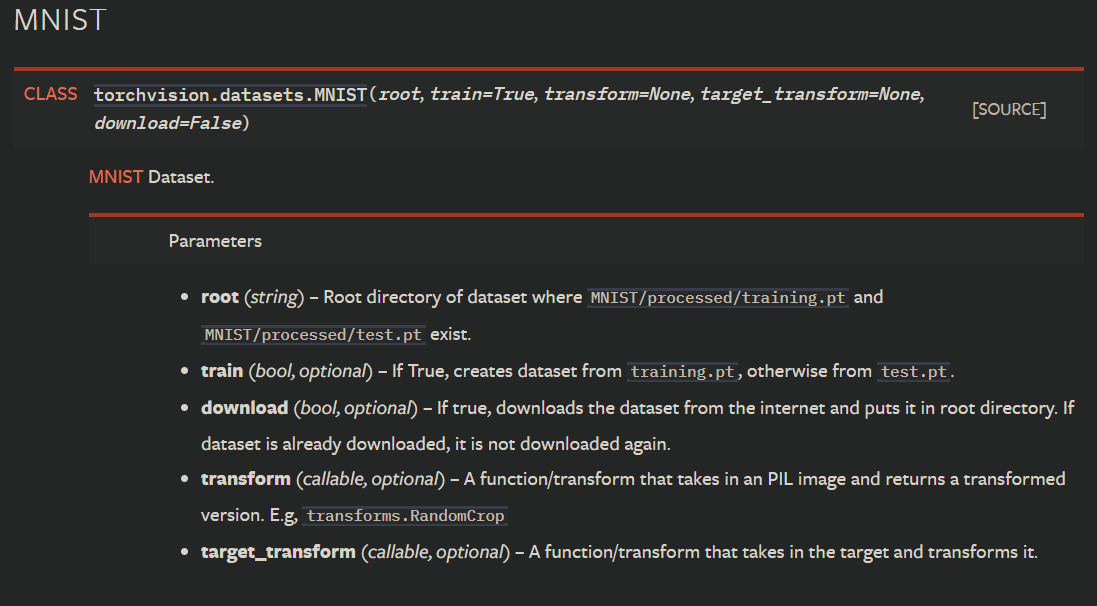 MNIST
CLASS torchvision.datasets.MNIST(root, train=True, transform=None, target_transform=None,
download=False)
[SOURCE]
MNIST Dataset.
Parameters
• root (string) – Root directory of dataset where MNIST/processed/training.pt and
MNIST/processed/test.pt exist.
• train (bool, optional) – If True, creates dataset from training.pt, otherwise from test.pt.
• download (bool, optional) – If true, downloads the dataset from the internet and puts it in root directory. If
dataset is already downloaded, it is not downloaded again.
• transform (callable, optional) – A function/transform that takes in an PIL image and returns a transformed
version. E.g, transforms.RandomCrop
• target_transform (callable, optional) – A function/transform that takes in the target and transforms it.